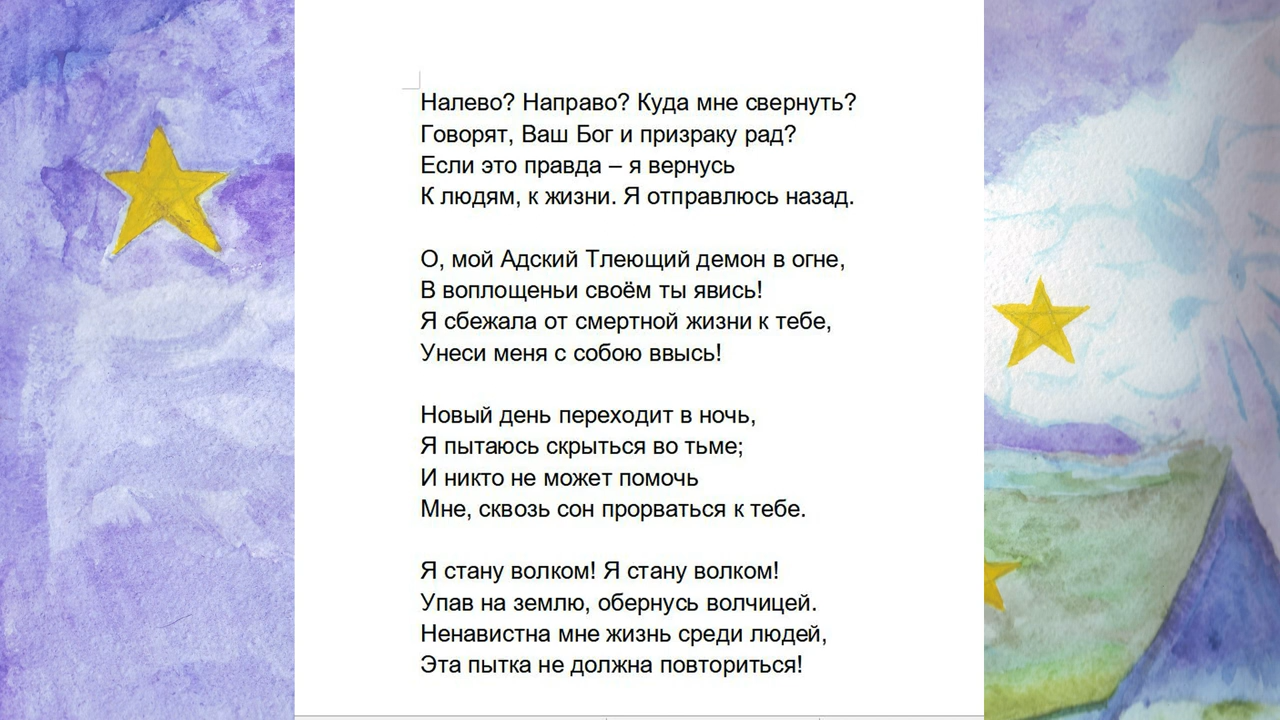 Налево? Направо? Куда мне свернуть?
Говорят, Ваш Бог и призраку рад?
Если это правда – я вернусь
К людям, к жизни. Я отправлюсь назад.
О, мой Адский Тлеющий демон в огне,
В воплощеньи своём ты явись!
Я сбежала от смертной жизни к тебе,
Унеси меня с собою ввысь!
Новый день переходит в ночь,
Я пытаюсь скрыться во тьме;
И никто не может помочь
Мне, сквозь сон прорваться к тебе.
Я стану волком! Я стану волком!
Упав на землю, обернусь волчицей.
Ненавистна мне жизнь среди людей,
Эта пытка не должна повториться!